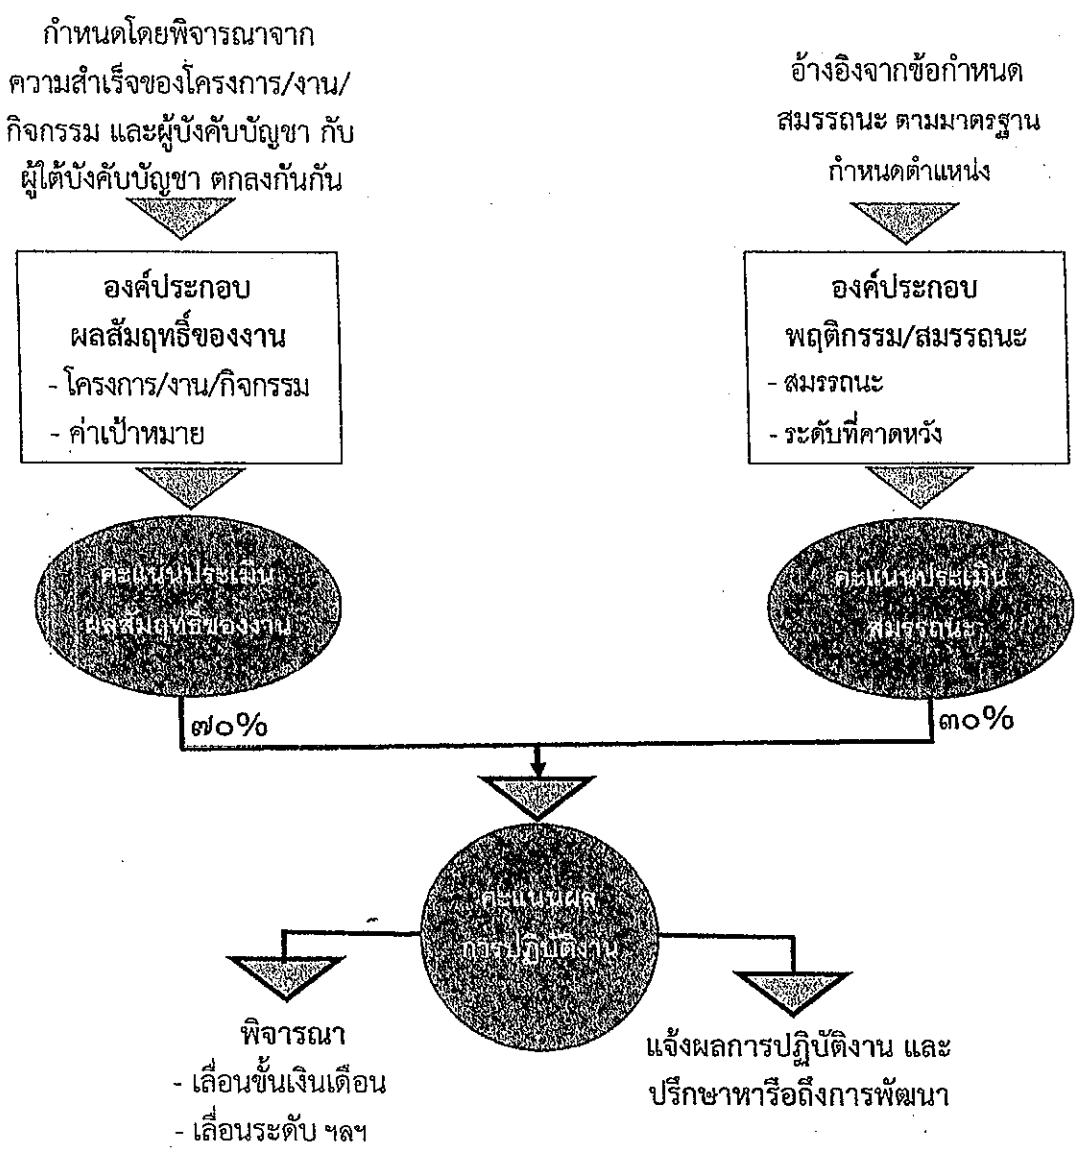 กำหนดโดยพิจารณาจาก
ความสำเร็จของโครงการ/งาน/
กิจกรรม และผู้บังคับบัญชา กับ
ผู้ใต้บังคับบัญชา ตกลงกันกัน
อ้างอิงจากข้อกำหนด
สมรรถนะ ตามมาตรฐาน
กำหนดตำแหน่ง
องค์ประกอบ
ผลสัมฤทธิ์ของงาน
- โครงการ/งาน/กิจกรรม
- ค่าเป้าหมาย
องค์ประกอบ
พฤติกรรม/สมรรถนะ
- สมรรถนะ
- ระดับที่คาดหวัง
คะแนนประเมิน
ผลสัมฤทธิ์ของงาน
คะแนนประเมิน
สมรรถนะ
๗๐%
๓๐%
คะแนนผล
การปฏิบัติงาน
พิจารณา
- เลื่อนขั้นเงินเดือน
- เลื่อนระดับ ฯลฯ
แจ้งผลการปฏิบัติงาน และ
ปรึกษาหารือถึงการพัฒนา